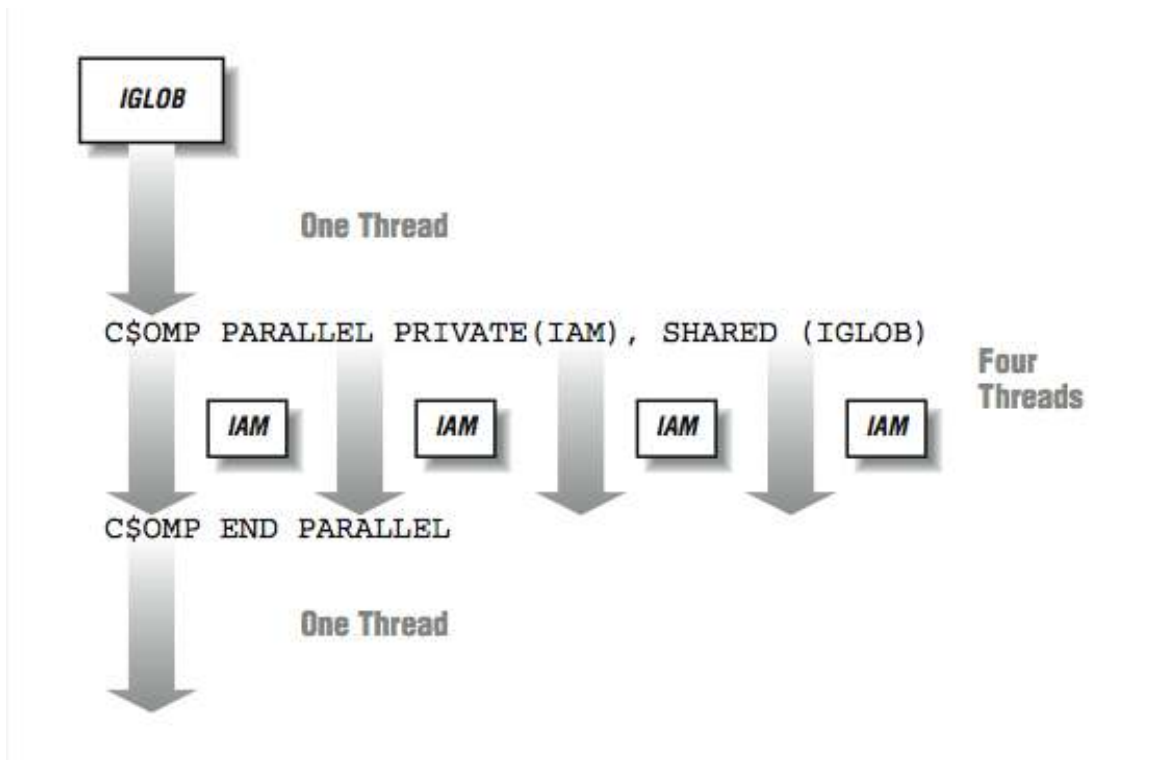 IGLOB
One Thread
C$OMP PARALLEL PRIVATE(IAM), SHARED (IGLOB)
Four
Threads
IAM
IAM
IAM
IAM
C$OMP END PARALLEL
One Thread